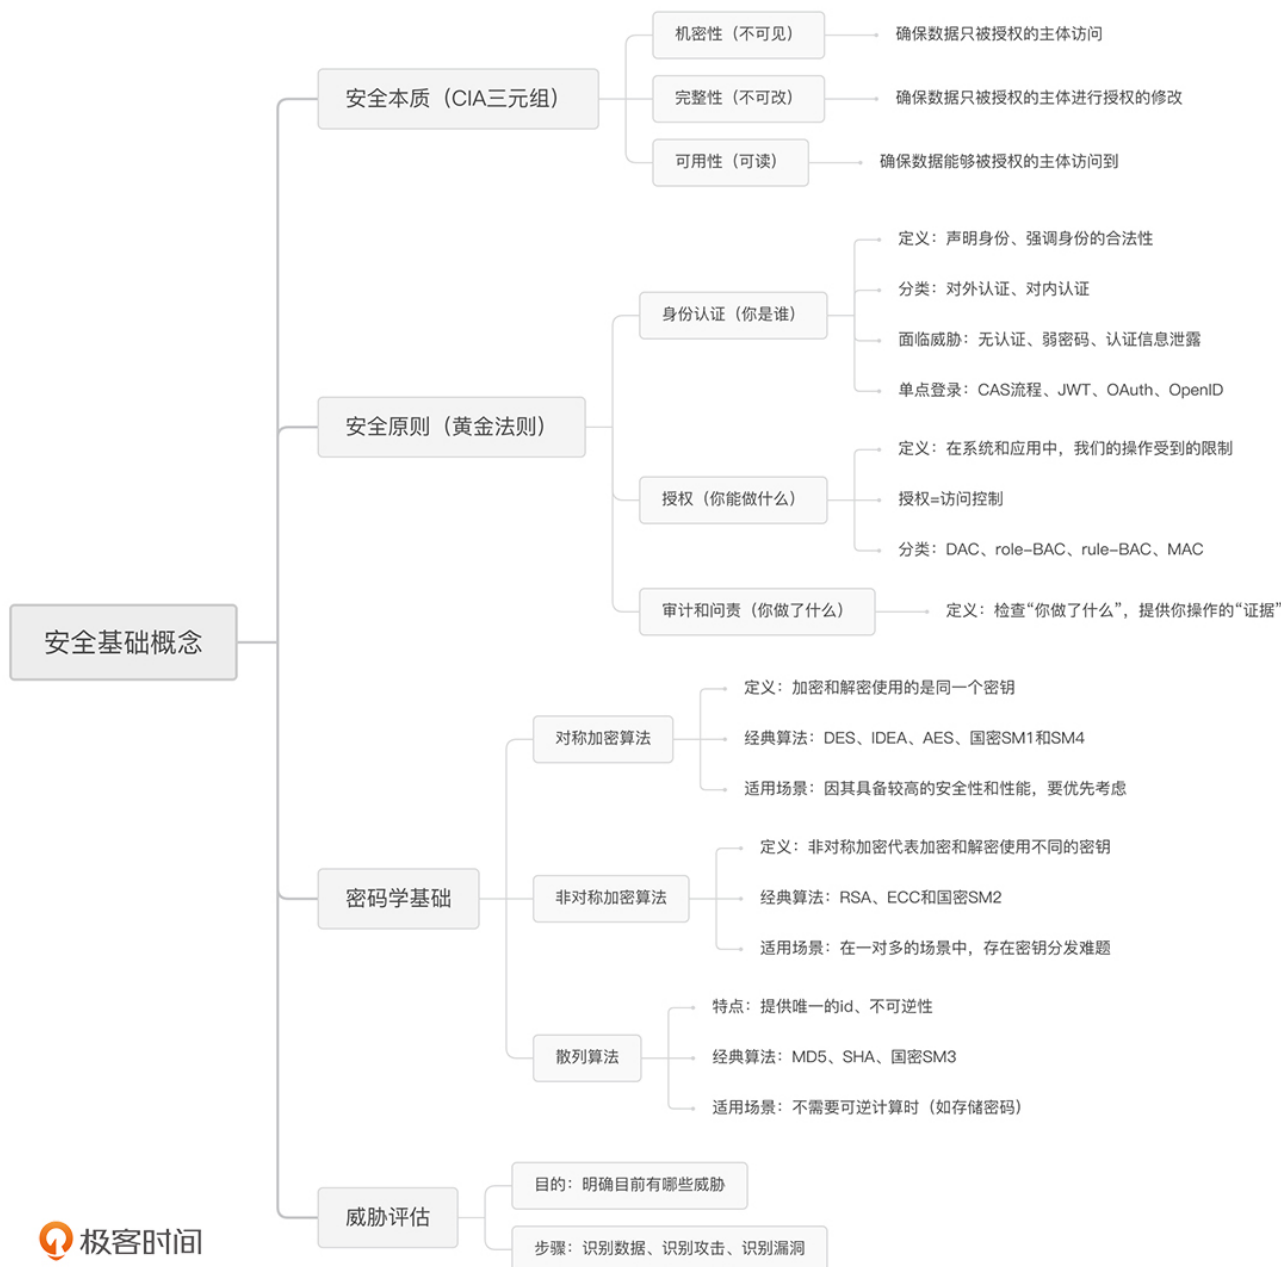 安全基础概念
安全本质（CIA三元组）
机密性（不可见）
确保数据只被授权的主体访问
完整性（不可改）
确保数据只被授权的主体进行授权的修改
可用性（可读）
确保数据能够被授权的主体访问到
安全原则（黄金法则）
身份认证（你是谁）
定义：声明身份、强调身份的合法性
分类：对外认证、对内认证
面临威胁：无认证、弱密码、认证信息泄露
单点登录：CAS流程、JWT、OAuth、OpenID
授权（你能做什么）
定义：在系统和应用中，我们的操作受到的限制
授权=访问控制
分类：DAC、role-BAC、rule-BAC、MAC
审计和问责（你做了什么）
定义：检查“你做了什么”，提供你操作的“证据”
密码学基础
对称加密算法
定义：加密和解密使用的是同一个密钥
经典算法：DES、IDEA、AES、国密SM1和SM4
适用场景：因其具备较高的安全性和性能，要优先考虑
非对称加密算法
定义：非对称加密代表加密和解密使用不同的密钥
经典算法：RSA、ECC和国密SM2
适用场景：在一对多的场景中，存在密钥分发难题
散列算法
特点：提供唯一的id、不可逆性
经典算法：MD5、SHA、国密SM3
适用场景：不需要可逆计算时（如存储密码）
威胁评估
目的：明确目前有哪些威胁
步骤：识别数据、识别攻击、识别漏洞
极客时间